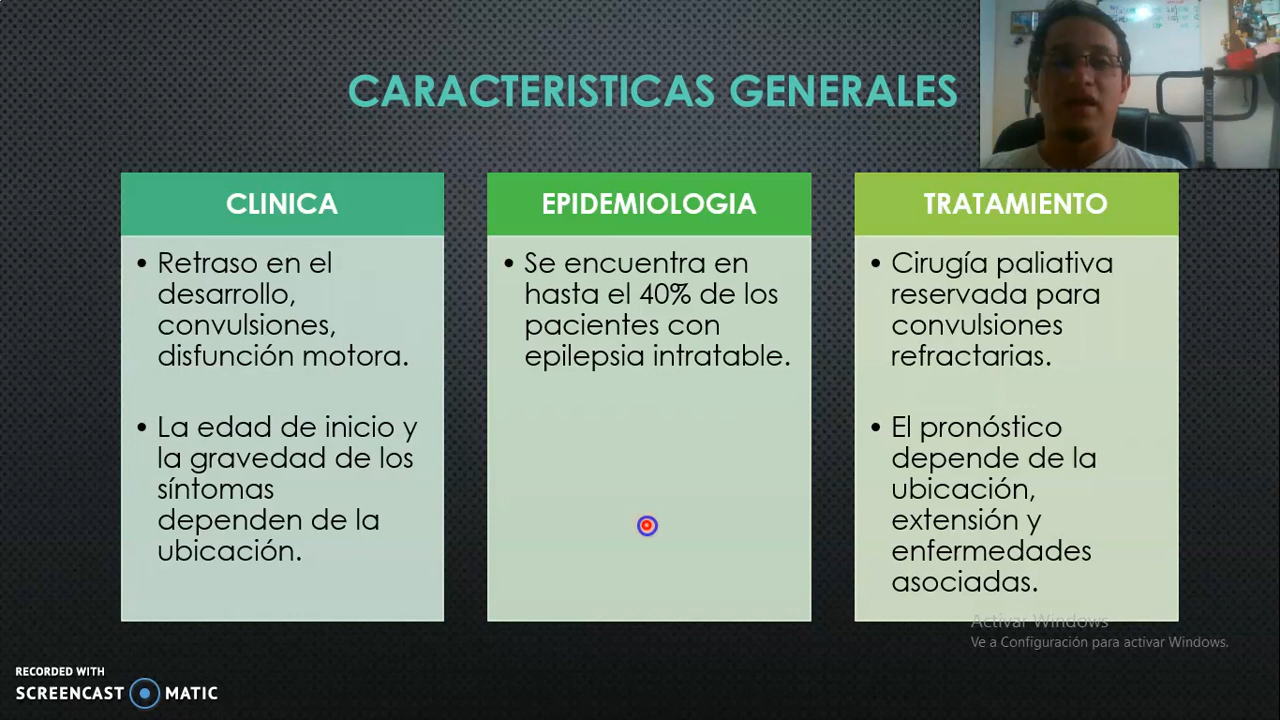 CARACTERISTICAS GENERALES
CLINICA
• Retraso en el
desarrollo,
convulsiones,
disfunción motora.
• La edad de inicio y
la gravedad de los
síntomas
dependen de la
ubicación.
EPIDEMIOLOGIA
• Se encuentra en
hasta el 40% de los
pacientes con
epilepsia intratable.
TRATAMIENTO
• Cirugía paliativa
reservada para
convulsiones
refractarias.
• El pronóstico
depende de la
ubicación,
extensión y
enfermedades
asociadas.
Activar Windows
Ve a Configuración para activar Windows.
RECORDED WITH
SCREENCAST MATIC